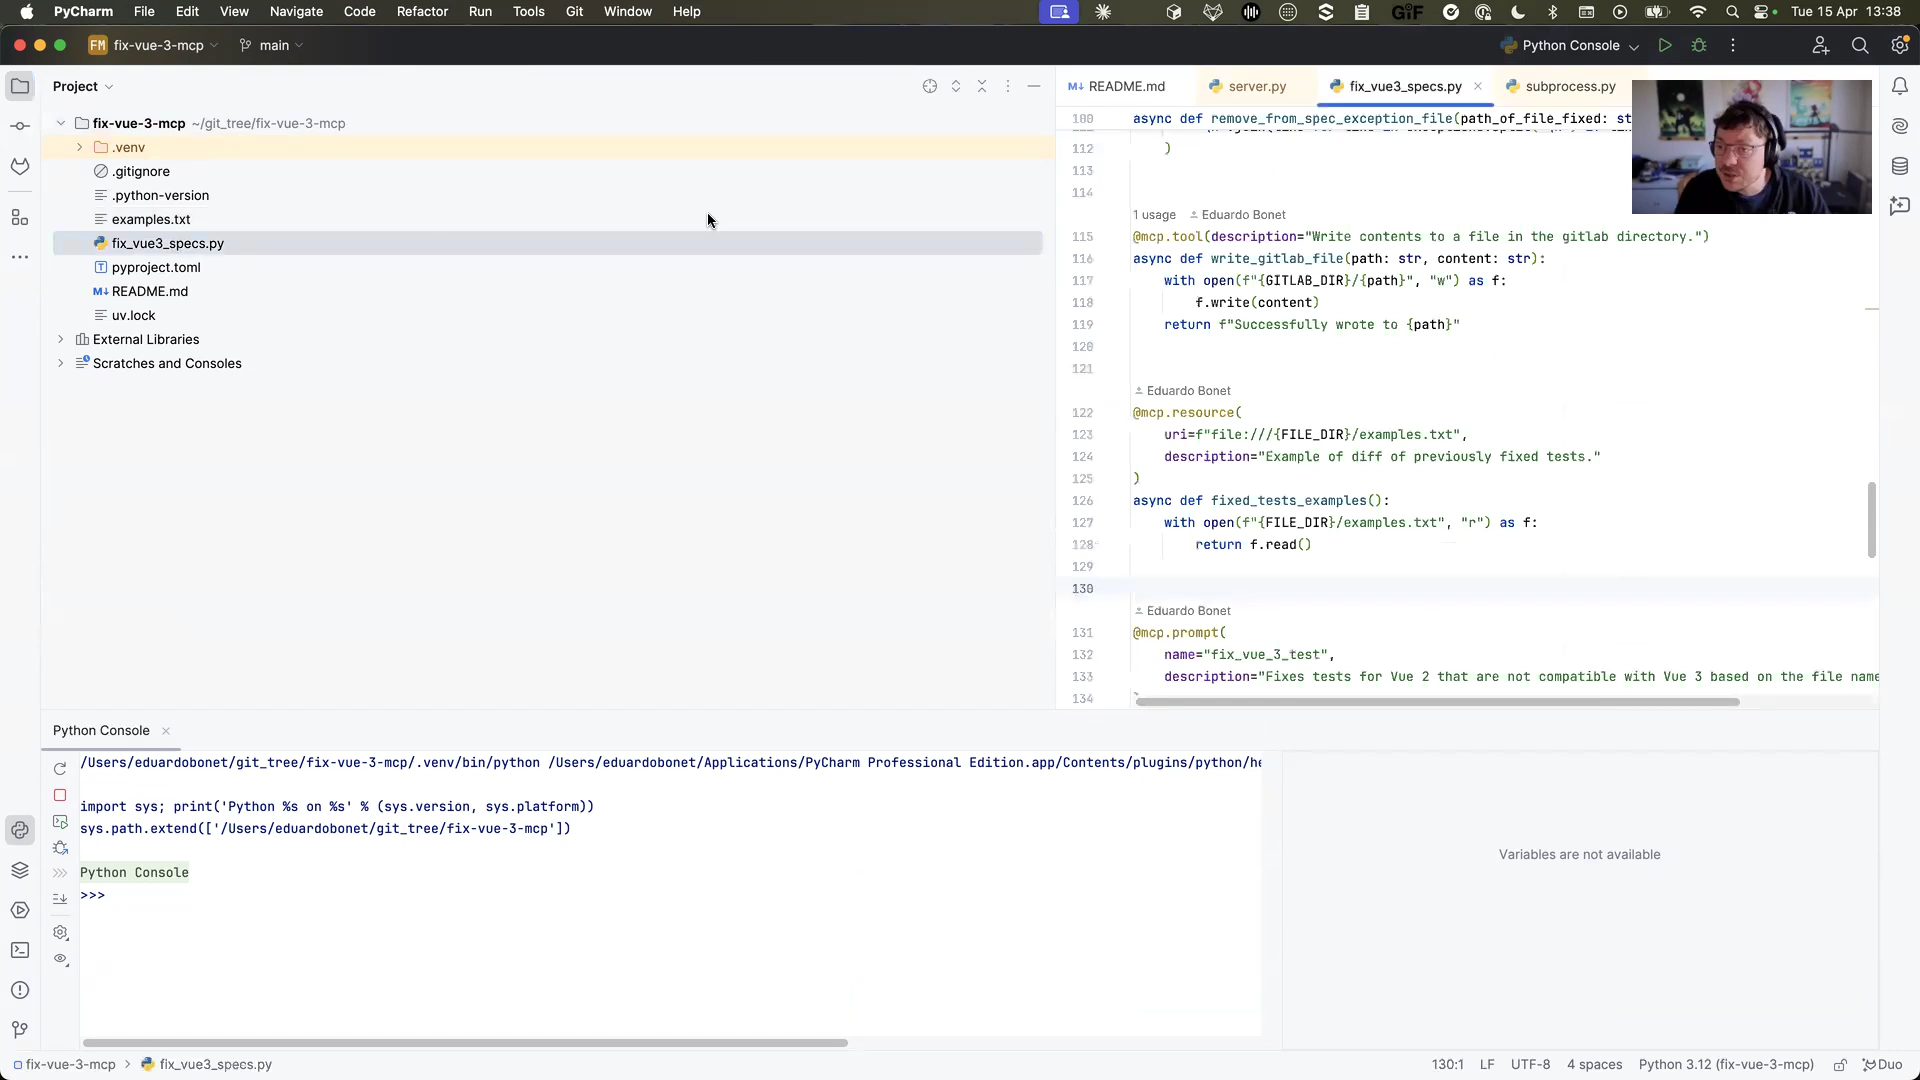 PyCharm File Edit View Navigate Code Refactor Run Tools Git Window Help GIF Tue 15 Apr 13:38
FM fix-vue-3-mcp main Python Console
Project
README.md server.py fix_vue3_specs.py subprocess.py
fix-vue-3-mcp ~/git_tree/fix-vue-3-mcp
.venv
.gitignore
.python-version
examples.txt
fix_vue3_specs.py
pyproject.toml
README.md
uv.lock
External Libraries
Scratches and Consoles
100 async def remove_from_spec_exception_file(path_of_file_fixed: st
112 )
113
114
1 usage Eduardo Bonet
115 @mcp.tool(description="Write contents to a file in the gitlab directory.")
116 async def write_gitlab_file(path: str, content: str):
117 with open(f"{GITLAB_DIR}/{path}", "w") as f:
118 f.write(content)
119 return f"Successfully wrote to {path}"
120
121
Eduardo Bonet
122 @mcp.resource(
123 uri=f"file:///{FILE_DIR}/examples.txt",
124 description="Example of diff of previously fixed tests."
125 )
126 async def fixed_tests_examples():
127 with open(f"{FILE_DIR}/examples.txt", "r") as f:
128 return f.read()
129
130
Eduardo Bonet
131 @mcp.prompt(
132 name="fix_vue_3_test",
133 description="Fixes tests for Vue 2 that are not compatible with Vue 3 based on the file name
134
Python Console
/Users/eduardobonet/git_tree/fix-vue-3-mcp/.venv/bin/python /Users/eduardobonet/Applications/PyCharm Professional Edition.app/Contents/plugins/python/he
import sys; print('Python %s on %s' % (sys.version, sys.platform))
sys.path.extend(['/Users/eduardobonet/git_tree/fix-vue-3-mcp'])
Python Console
>>>
Variables are not available
fix-vue-3-mcp > fix_vue3_specs.py 130:1 LF UTF-8 4 spaces Python 3.12 (fix-vue-3-mcp) Duo